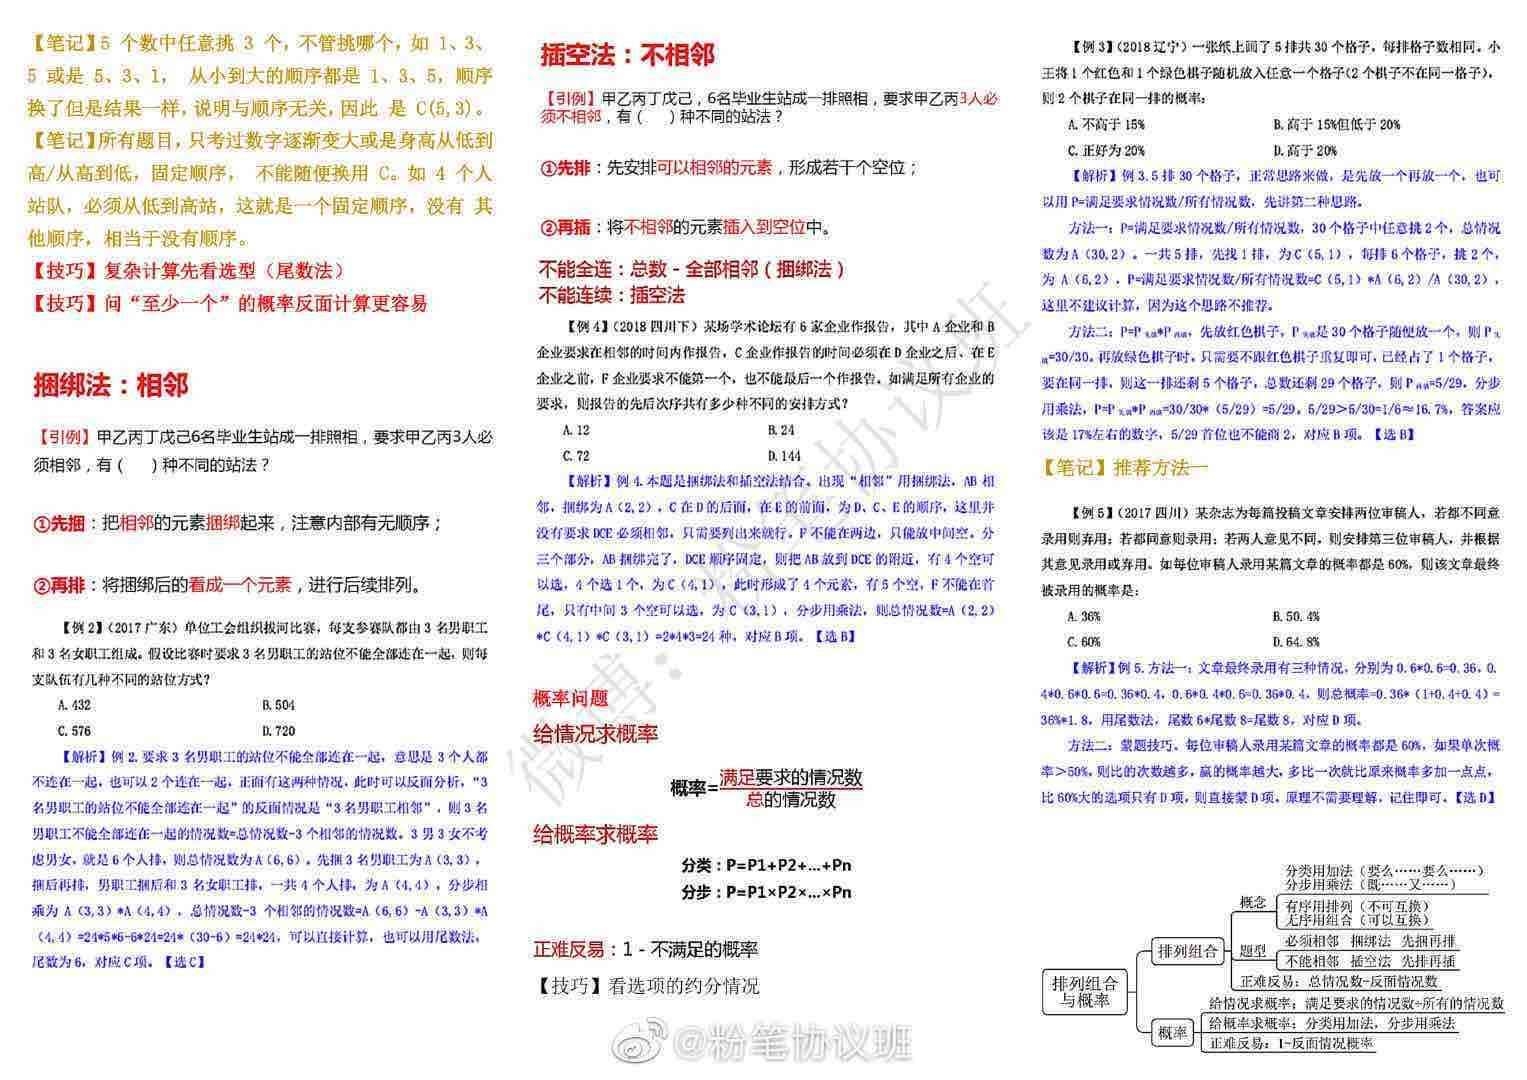 【笔记】5 个数中任意挑 3 个，不管挑哪个，如 1、3、
5 或是 5、3、1， 从小到大的顺序都是 1、3、5，顺序
换了但是结果一样，说明与顺序无关，因此 是 C(5,3)。
【笔记】所有题目，只考过数字逐渐变大或是身高从低到
高/从高到低，固定顺序， 不能随便换用 C。如 4 个人
站队，必须从低到高站，这就是一个固定顺序，没有 其
他顺序，相当于没有顺序。
【技巧】复杂计算先看选型（尾数法）
【技巧】问“至少一个”的概率反面计算更容易
捆绑法：相邻
【引例】甲乙丙丁戊己6名毕业生站成一排照相，要求甲乙丙3人必
须相邻，有（ ）种不同的站法？
①先捆：把相邻的元素捆绑起来，注意内部有无顺序；
②再排：将捆绑后的看成一个元素，进行后续排列。
【例 2】（2017 广东）单位工会组织拔河比赛，每支参赛队都由 3 名男职工
和 3 名女职工组成。假设比赛时要求 3 名男职工的站位不能全部连在一起，则每
支队伍有几种不同的站位方式？
A. 432 B. 504
C. 576 D. 720
【解析】例 2.要求 3 名男职工的站位不能全部连在一起，意思是 3 个人都
不连在一起，也可以 2 个连在一起，正面有这两种情况，此时可以反面分析，“3
名男职工的站位不能全部连在一起”的反面情况是“3 名男职工相邻”，则 3 名
男职工不能全部连在一起的情况数=总情况数-3 个相邻的情况数。3 男 3 女不考
虑男女，就是 6 个人排，则总情况数为 A（6,6）。先捆 3 名男职工为 A（3,3），
捆后再排，男职工捆后和 3 名女职工排，一共 4 个人排，为 A（4,4），分步相
乘为 A（3,3）*A（4,4）。总情况数-3 个相邻的情况数=A（6,6）-A（3,3）*A
（4,4）=24*5*6-6*24=24*（30-6）=24*24，可以直接计算，也可以用尾数法，
尾数为 6，对应 C 项。【选 C】
插空法：不相邻
【引例】甲乙丙丁戊己，6名毕业生站成一排照相，要求甲乙丙3人必
须不相邻，有（ ）种不同的站法？
①先排：先安排可以相邻的元素，形成若干个空位；
②再插：将不相邻的元素插入到空位中。
不能全连：总数－全部相邻（捆绑法）
不能连续：插空法
【例 4】（2018 四川下）某场学术论坛有 6 家企业作报告，其中 A 企业和 B
企业要求在相邻的时间内作报告，C 企业作报告的时间必须在 D 企业之后、在 E
企业之前，F 企业要求不能第一个，也不能最后一个作报告。如满足所有企业的
要求，则报告的先后次序共有多少种不同的安排方式？
A. 12 B. 24
C. 72 D. 144
【解析】例 4.本题是捆绑法和插空法结合。出现“相邻”用捆绑法，AB 相
邻，捆绑为 A（2,2），C 在 D 的后面，在 E 的前面，为 D、C、E 的顺序，这里并
没有要求 DCE 必须相邻，只需要列出来就行。F 不能在两边，只能放中间空。分
三个部分，AB 捆绑完了，DCE 顺序固定，则把 AB 放到 DCE 的附近，有 4 个空可
以选，4 个选 1 个，为 C（4,1），此时形成了 4 个元素，有 5 个空，F 不能在首
尾，只有中间 3 个空可以选，为 C（3,1），分步用乘法，则总情况数=A（2,2）
*C（4,1）*C（3,1）=2*4*3=24 种，对应 B 项。【选 B】
概率问题
给情况求概率
概率=满足要求的情况数
总的情况数
给概率求概率
分类：P=P1+P2+…+Pn
分步：P=P1×P2×…×Pn
正难反易：1－不满足的概率
【技巧】看选项的约分情况
【例 3】（2018 辽宁）一张纸上画了 5 排共 30 个格子，每排格子数相同。小
王将 1 个红色和 1 个绿色棋子随机放入任意一个格子（2 个棋子不在同一格子），
则 2 个棋子在同一排的概率：
A. 不高于 15% B. 高于 15%但低于 20%
C. 正好为 20% D. 高于 20%
【解析】例 3.5 排 30 个格子，正常思路来做，是先放一个再放一个，也可
以用 P=满足要求情况数/所有情况数，先讲第二种思路。
方法一：P=满足要求情况数/所有情况数，30 个格子中任意挑 2 个，总情况
数为 A（30,2）。一共 5 排，先找 1 排，为 C（5,1），每排 6 个格子，挑 2 个，
为 A（6,2）。P=满足要求情况数/所有情况数=C（5,1）*A（6,2）/A（30,2），
这里不建议计算，因为这个思路不推荐。
方法二：P=P先放*P再放，先放红色棋子，P先放是 30 个格子随便放一个，则 P先
放=30/30。再放绿色棋子时，只需要不跟红色棋子重复即可，已经占了 1 个格子，
要在同一排，则这一排还剩 5 个格子，总数还剩 29 个格子，则 P再放=5/29，分步
用乘法，P=P先放*P再放=30/30*（5/29）=5/29。5/29＞5/30=1/6≈16.7%，答案应
该是 17%左右的数字，5/29 首位也不能商 2，对应 B 项。【选 B】
【笔记】推荐方法一
【例 5】（2017 四川）某杂志为每篇投稿文章安排两位审稿人，若都不同意
录用则弃用；若都同意则录用；若两人意见不同，则安排第三位审稿人，并根据
其意见录用或弃用。如每位审稿人录用某篇文章的概率都是 60%，则该文章最终
被录用的概率是：
A. 36% B. 50.4%
C. 60% D. 64.8%
【解析】例 5.方法一：文章最终录用有三种情况，分别为 0.6*0.6=0.36，0.
4*0.6*0.6=0.36*0.4，0.6*0.4*0.6=0.36*0.4，则总概率=0.36*（1+0.4+0.4）=
36%*1.8，用尾数法，尾数 6*尾数 8=尾数 8，对应 D 项。
方法二：蒙题技巧。每位审稿人录用某篇文章的概率都是 60%，如果单次概
率＞50%，则比的次数越多，赢的概率越大，多比一次就比原来概率多加一点点，
比 60%大的选项只有 D 项，则直接蒙 D 项。原理不需要理解，记住即可。【选 D】
排列组合
与概率
排列组合
概念
分类用加法（要么……要么……）
分步用乘法（既……又……）
有序用排列（不可互换）
无序用组合（可以互换）
题型
必须相邻 捆绑法 先捆再排
不能相邻 插空法 先排再插
正难反易：总情况数-反面情况数
概率
给情况求概率：满足要求的情况数÷所有的情况数
给概率求概率：分类用加法，分步用乘法
正难反易：1-反面情况概率
微博：粉笔协议班
@粉笔协议班